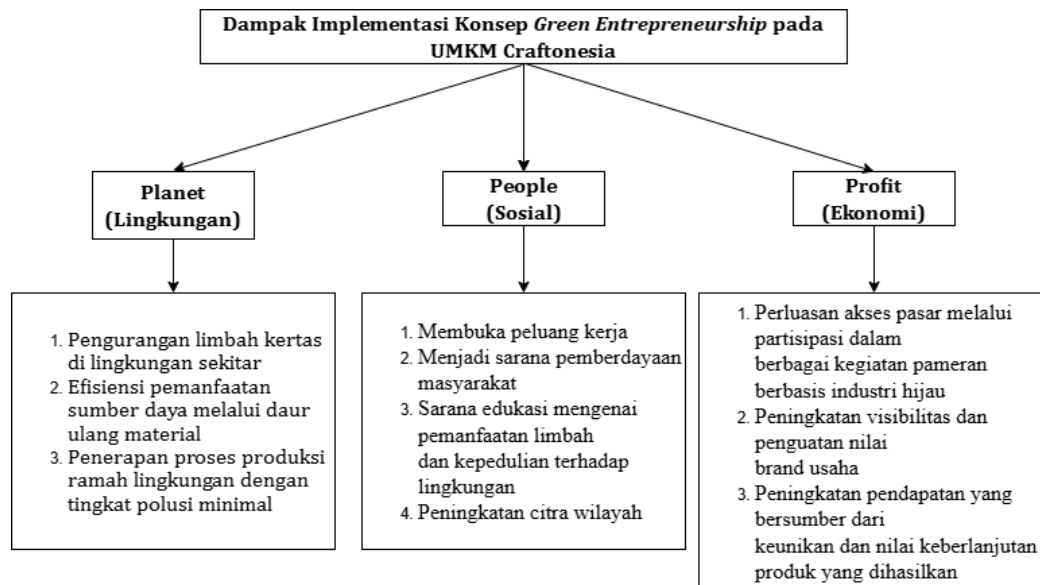 Dampak Implementasi Konsep Green Entrepreneurship pada
UMKM Craftonesia
Planet
(Lingkungan)
People
(Sosial)
Profit
(Ekonomi)
1. Pengurangan limbah kertas
di lingkungan sekitar
2. Efisiensi pemanfaatan
sumber daya melalui daur
ulang material
3. Penerapan proses produksi
ramah lingkungan dengan
tingkat polusi minimal
1. Membuka peluang kerja
2. Menjadi sarana pemberdayaan
masyarakat
3. Sarana edukasi mengenai
pemanfaatan limbah
dan kepedulian terhadap
lingkungan
4. Peningkatan citra wilayah
1. Perluasan akses pasar melalui
partisipasi dalam
berbagai kegiatan pameran
berbasis industri hijau
2. Peningkatan visibilitas dan
penguatan nilai
brand usaha
3. Peningkatan pendapatan yang
bersumber dari
keunikan dan nilai keberlanjutan
produk yang dihasilkan